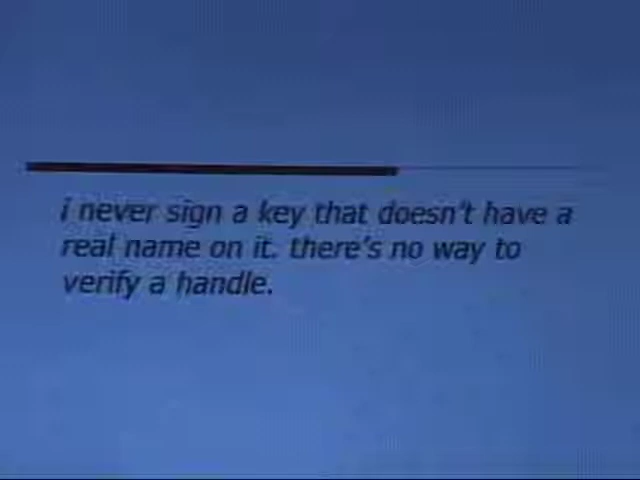 i never sign a key that doesn't have a
real name on it. there's no way to
verify a handle.